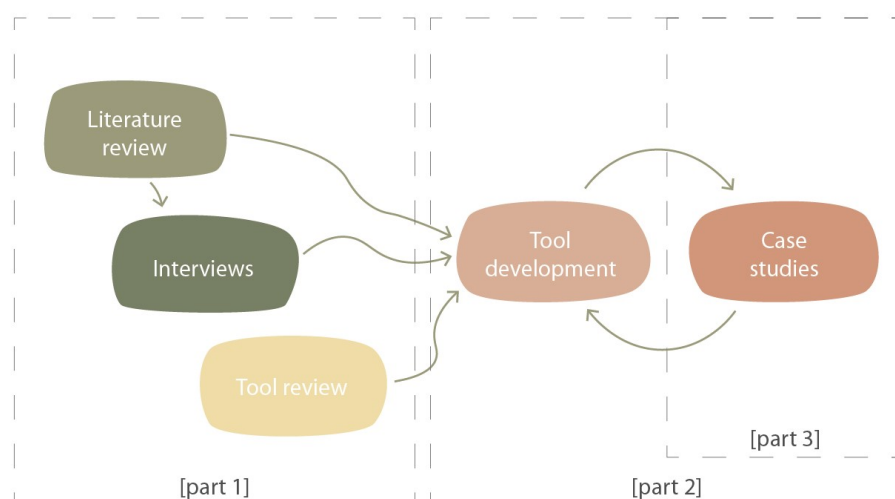 Literature
review
Interviews
Tool review
[part 1]
Tool
development
[part 2]
Case
studies
[part 3]